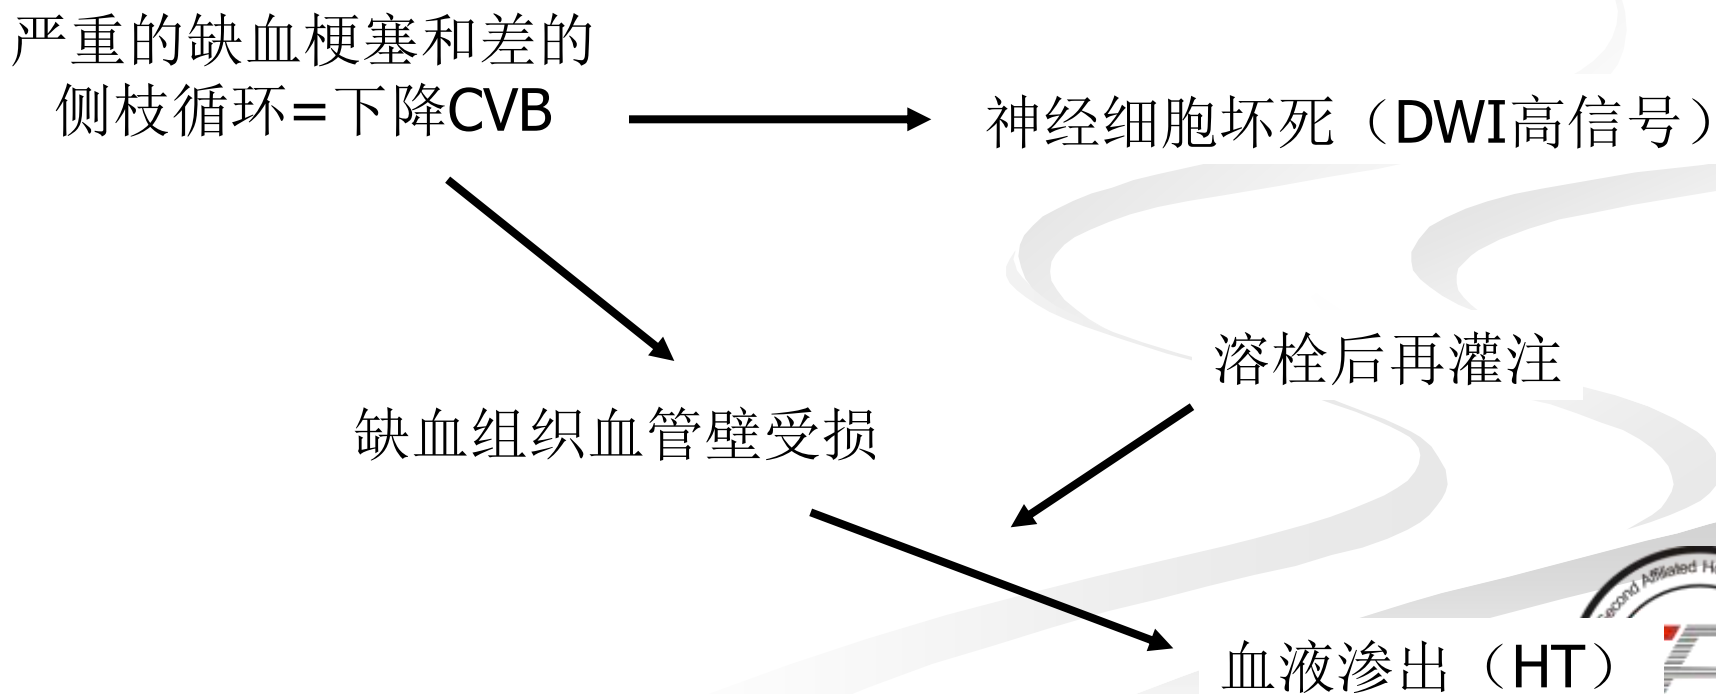 严重的缺血梗塞和差的
侧枝循环=下降CVB
神经细胞坏死（DWI高信号）
溶栓后再灌注
缺血组织血管壁受损
血液渗出（HT）
Second Affiliated